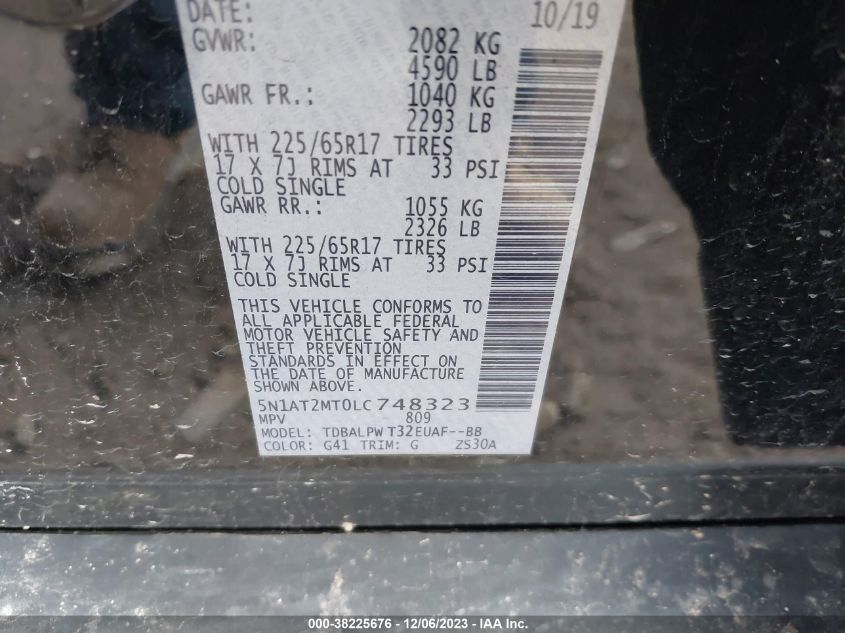 DATE: 10/19
GVWR: 2082 KG
4590 LB
GAWR FR.: 1040 KG
2293 LB
WITH 225/65R17 TIRES
17 X 7J RIMS AT 33 PSI
COLD SINGLE
GAWR RR.: 1055 KG
2326 LB
WITH 225/65R17 TIRES
17 X 7J RIMS AT 33 PSI
COLD SINGLE
THIS VEHICLE CONFORMS TO
ALL APPLICABLE FEDERAL
MOTOR VEHICLE SAFETY AND
THEFT PREVENTION
STANDARDS IN EFFECT ON
THE DATE OF MANUFACTURE
SHOWN ABOVE.
5N1AT2MT0LC748323
MPV 809
MODEL: TDBALPW T32EUAF--BB
COLOR: G41 TRIM: G ZS30A
000-38225676 - 12/06/2023 - IAA Inc.